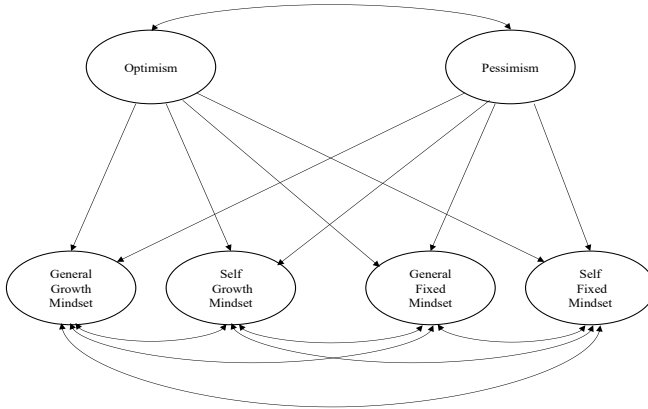 Optimism
Pessimism
General
Growth
Mindset
Self
Growth
Mindset
General
Fixed
Mindset
Self
Fixed
Mindset